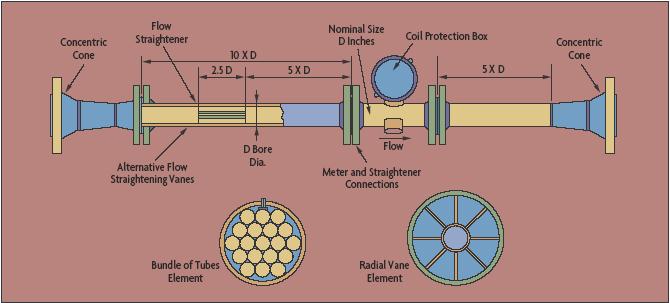 Concentric
Cone
Flow
Straightener
10 X D
2.5 D
5 X D
Nominal Size
D Inches
Coil Protection Box
Concentric
Cone
5 X D
Alternative Flow
Straightening Vanes
D Bore
Dia.
Flow
Meter and Straightener
Connections
Bundle of Tubes
Element
Radial Vane
Element